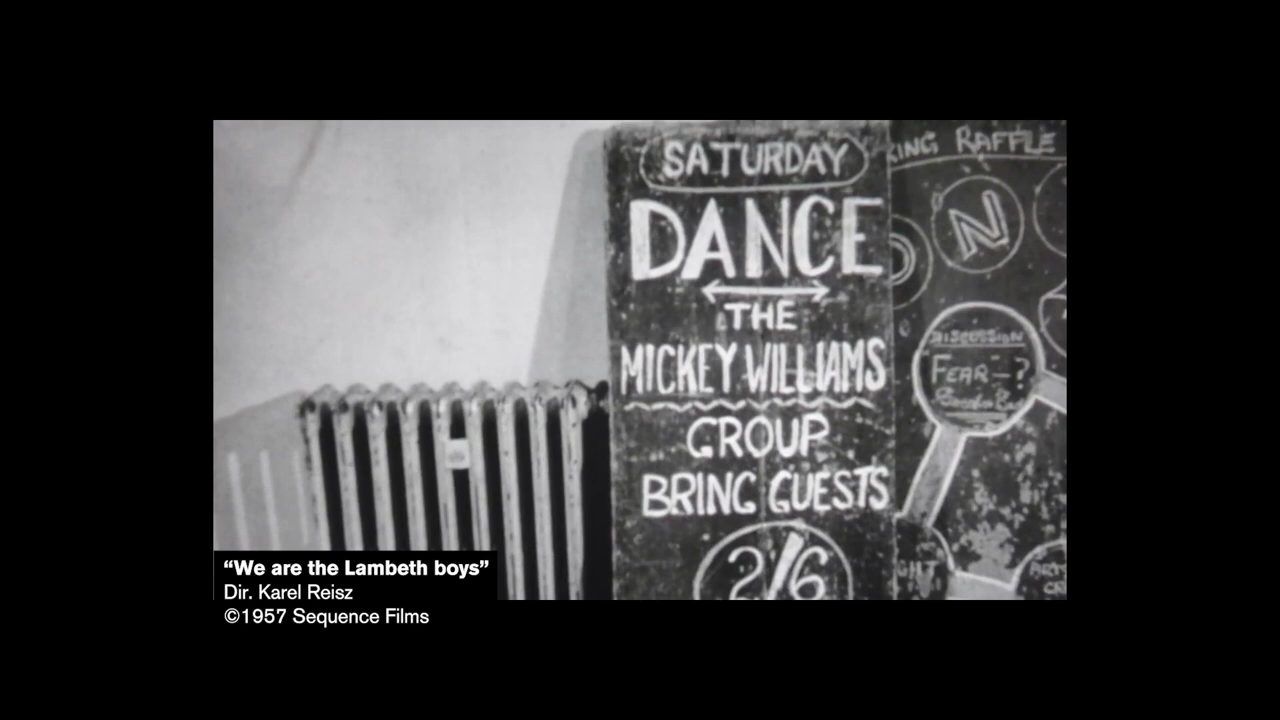 SATURDAY
DANCE
THE
MICKEY WILLIAMS
GROUP
BRING GUESTS
2/6
RAFFLE
N
DISCUSSION
FEAR - ?
“We are the Lambeth boys”
Dir. Karel Reisz
©1957 Sequence Films